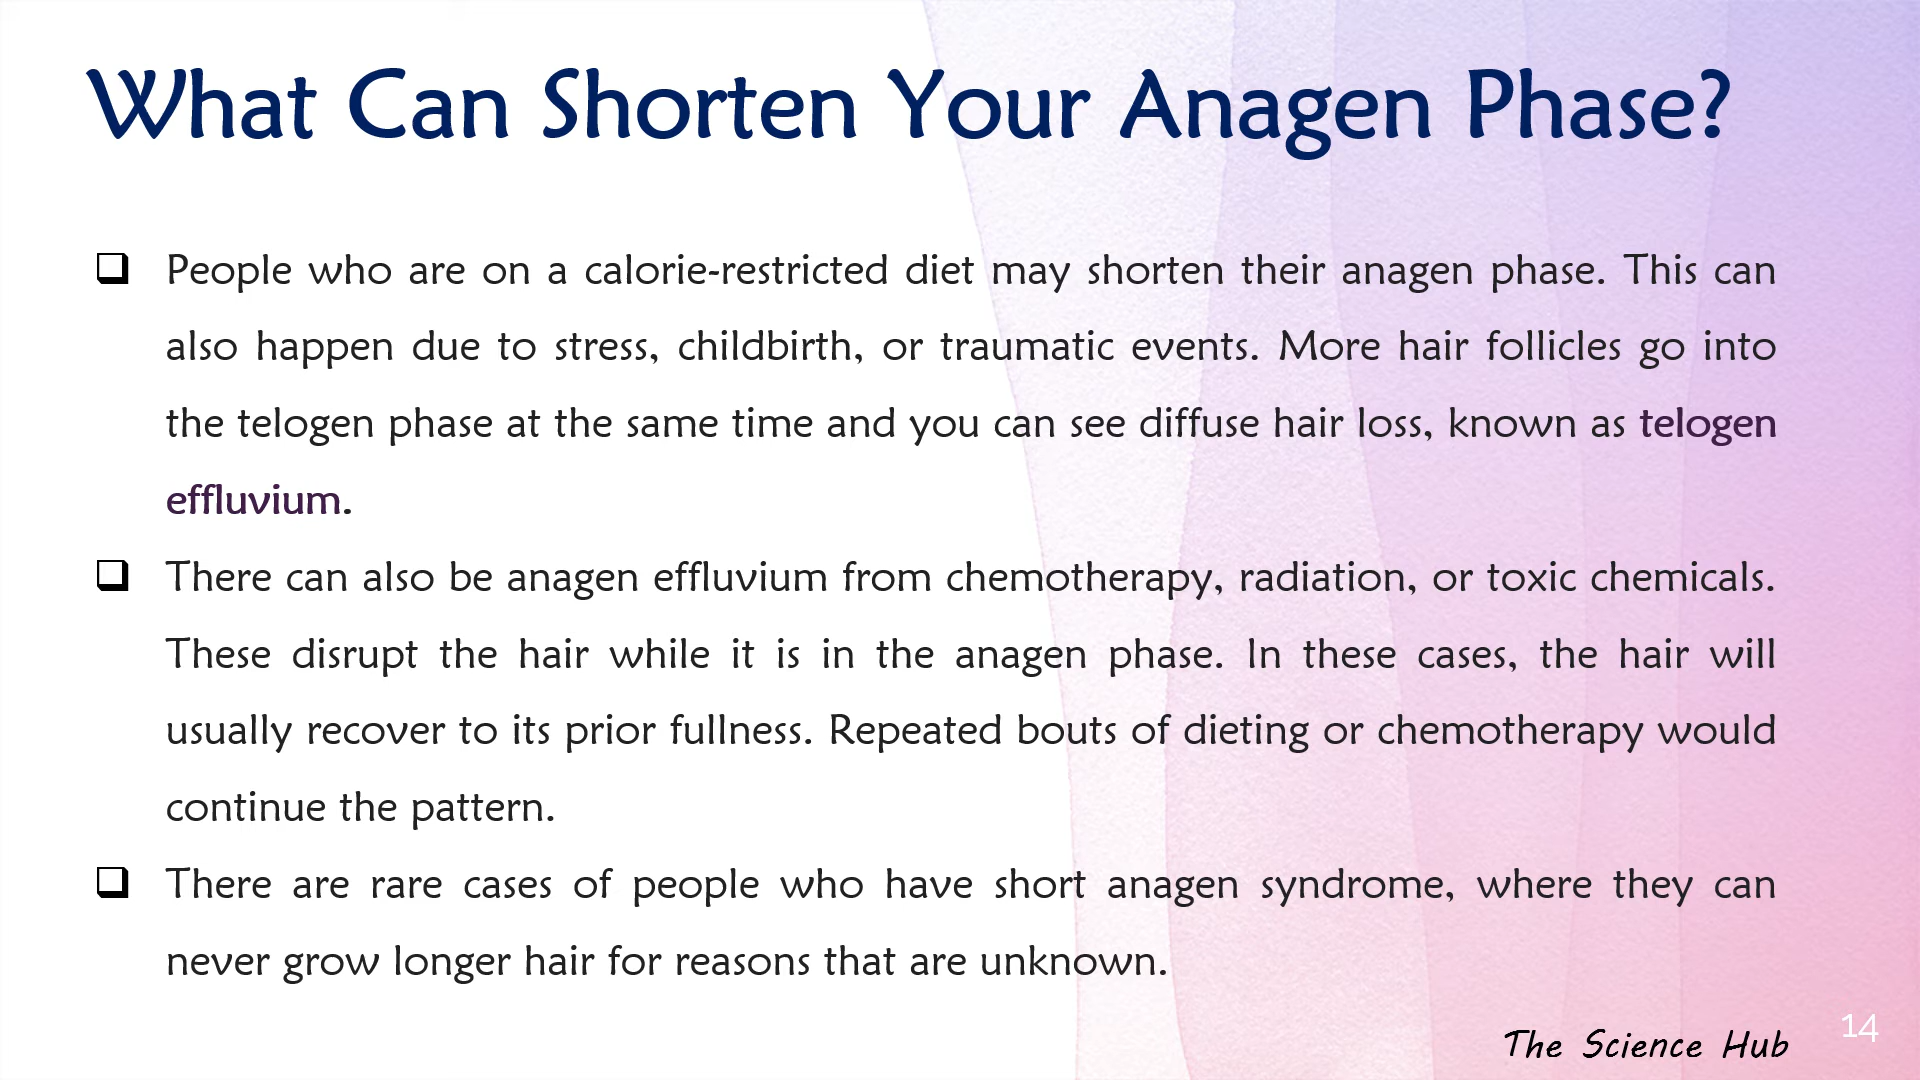 What Can Shorten Your Anagen Phase?
People who are on a calorie-restricted diet may shorten their anagen phase. This can
also happen due to stress, childbirth, or traumatic events. More hair follicles go into
the telogen phase at the same time and you can see diffuse hair loss, known as telogen
effluvium.
There can also be anagen effluvium from chemotherapy, radiation, or toxic chemicals.
These disrupt the hair while it is in the anagen phase. In these cases, the hair will
usually recover to its prior fullness. Repeated bouts of dieting or chemotherapy would
continue the pattern.
There are rare cases of people who have short anagen syndrome, where they can
never grow longer hair for reasons that are unknown.
The Science Hub
14